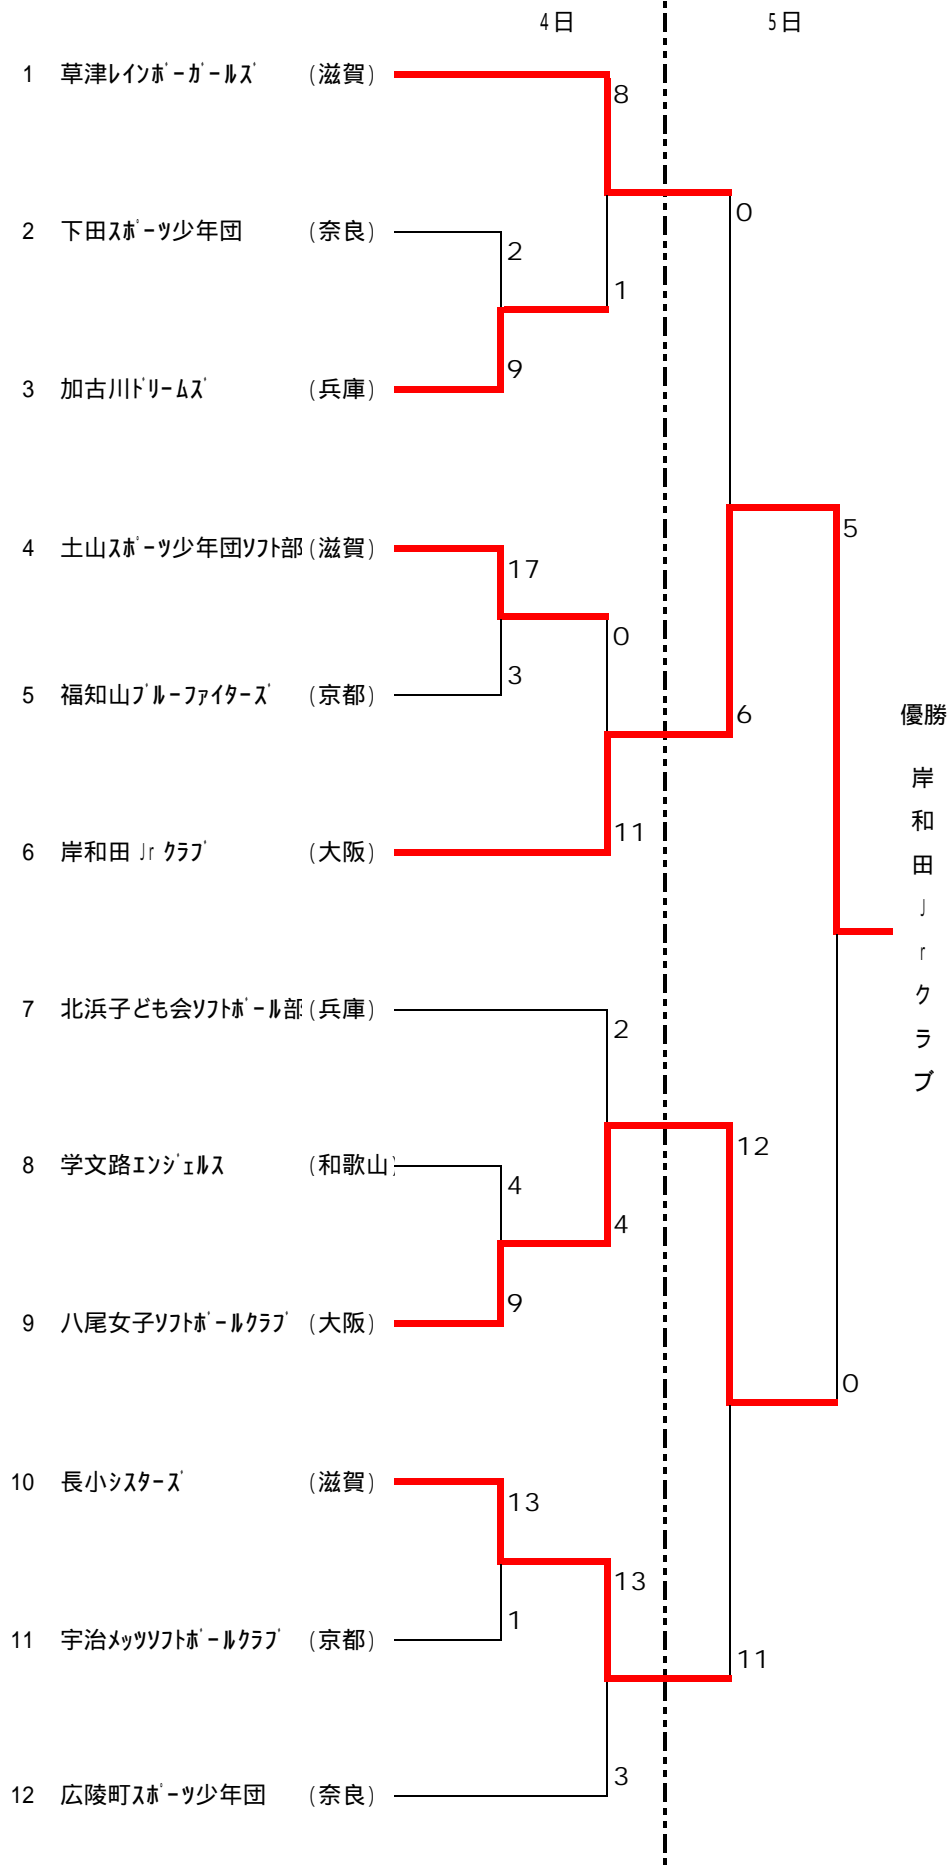 4日 5日
1 草津ﾚｲﾝﾎﾞｰｶﾞｰﾙｽﾞ (滋賀)
8
2 下田ｽﾎﾟｰﾂ少年団 (奈良)
0
2
1
9
3 加古川ﾄﾞﾘｰﾑｽﾞ (兵庫)
5
4 土山ｽﾎﾟｰﾂ少年団ｿﾌﾄ部 (滋賀)
17
0
3
5 福知山ﾌﾞﾙｰﾌｧｲﾀｰｽﾞ (京都)
6
優勝
岸和田Jrクラブ
11
6 岸和田 Jr ｸﾗﾌﾞ (大阪)
7 北浜子ども会ｿﾌﾄﾎﾞｰﾙ部 (兵庫)
2
12
8 学文路ｴﾝｼﾞｪﾙｽ (和歌山)
4
4
9
9 八尾女子ｿﾌﾄﾎﾞｰﾙｸﾗﾌﾞ (大阪)
0
10 長小ｼｽﾀｰｽﾞ (滋賀)
13
13
1
11 宇治ﾒｯﾂｿﾌﾄﾎﾞｰﾙｸﾗﾌﾞ (京都)
11
3
12 広陵町ｽﾎﾟｰﾂ少年団 (奈良)